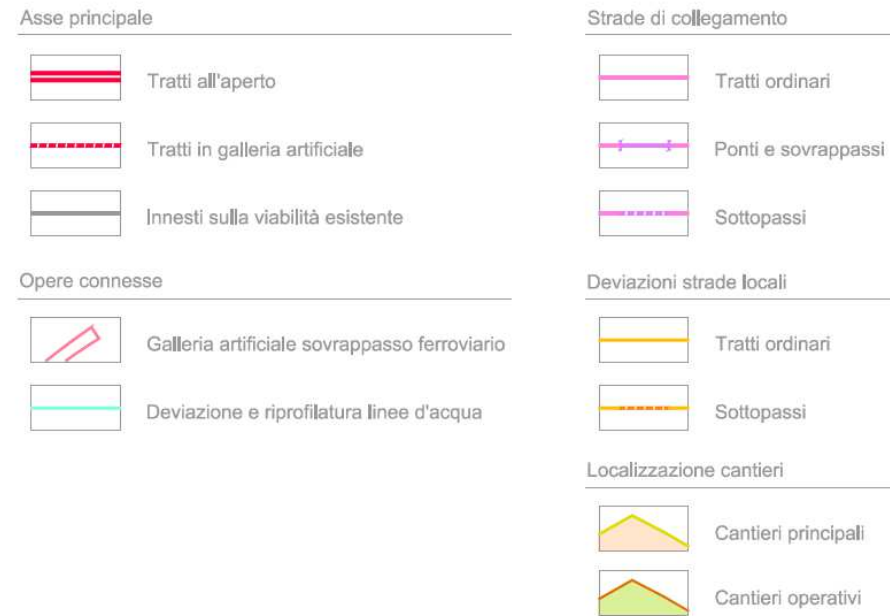 Asse principale
Tratti all'aperto
Tratti in galleria artificiale
Innesti sulla viabilità esistente
Opere connesse
Galleria artificiale sovrappasso ferroviario
Deviazione e riprofilatura linee d'acqua
Strade di collegamento
Tratti ordinari
Ponti e sovrappassi
Sottopassi
Deviazioni strade locali
Tratti ordinari
Sottopassi
Localizzazione cantieri
Cantieri principali
Cantieri operativi